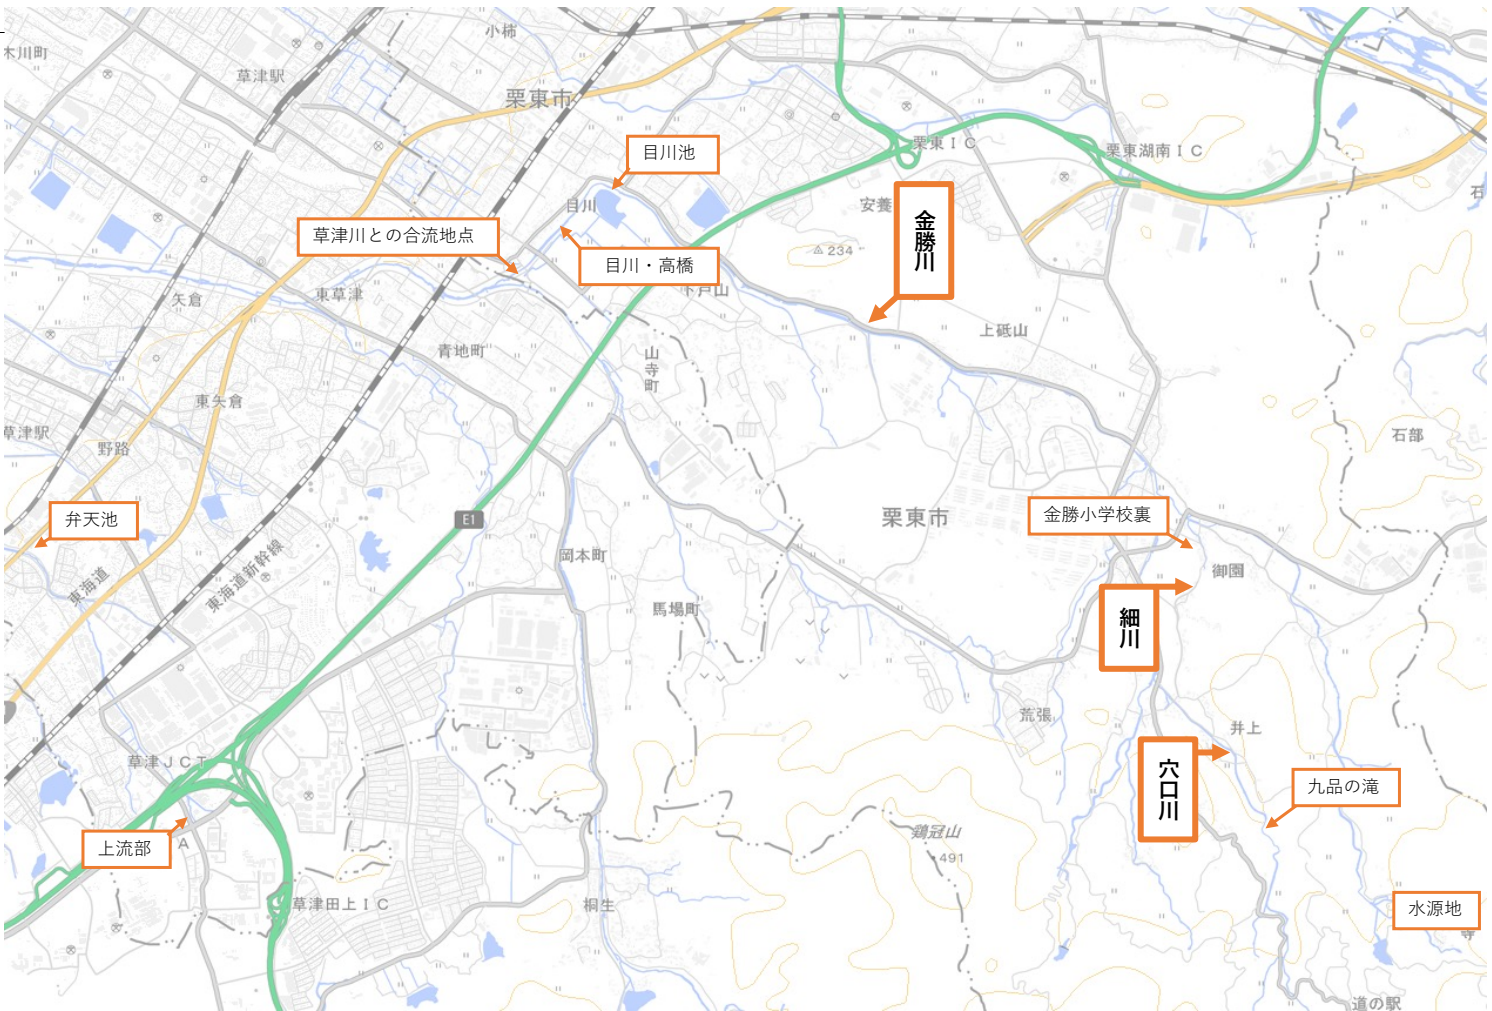 小柿
木川町
草津駅
栗東市
目川池
栗東IC
栗東湖南IC
石
目川
安養
金勝川
草津川との合流地点
目川・高橋
234
東草津
矢倉
下戸山
上砥山
青地町
山寺町
東矢倉
草津駅
野路
石部
弁天池
E1
栗東市
金勝小学校裏
岡本町
御園
東海道
東海道新幹線
馬場町
細川
荒張
井上
草津JCT
穴口川
九品の滝
上流部
A
鶏冠山
491
草津田上IC
桐生
水源地
寺
道の駅